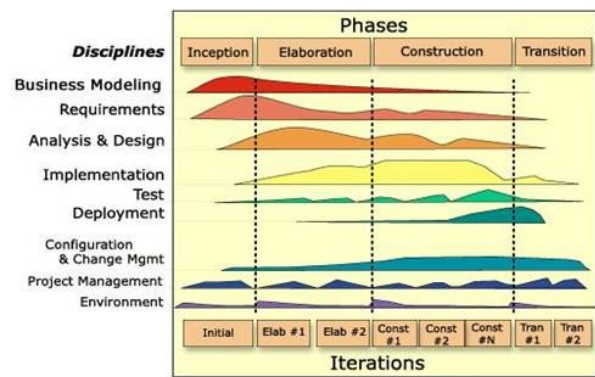 Phases
Disciplines
Inception Elaboration Construction Transition
Business Modeling
Requirements
Analysis & Design
Implementation
Test
Deployment
Configuration
& Change Mgmt
Project Management
Environment
Initial Elab #1 Elab #2 Const #1 Const #2 Const #N Tran #1 Tran #2
Iterations